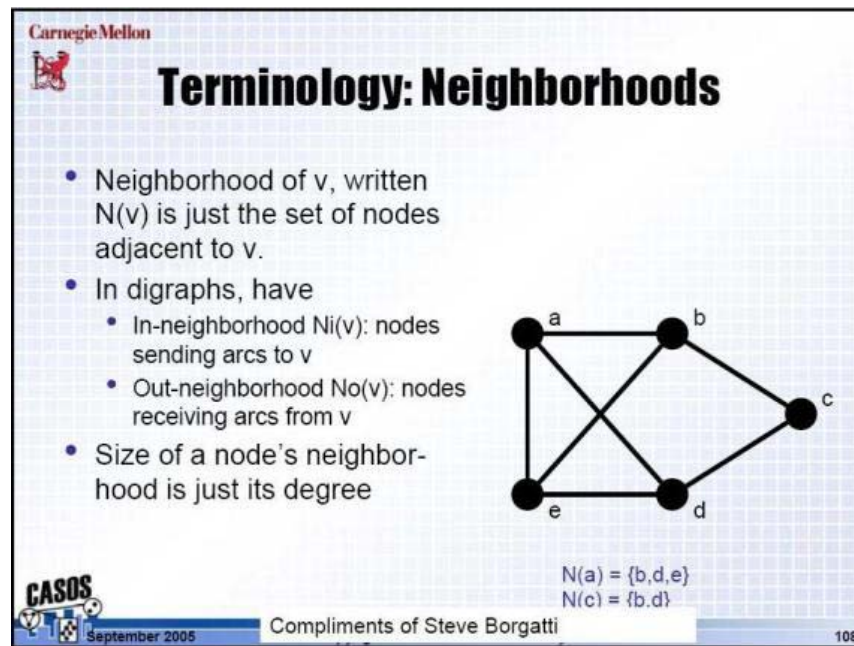 Carnegie Mellon
Terminology: Neighborhoods
• Neighborhood of v, written
N(v) is just the set of nodes
adjacent to v.
• In digraphs, have
• In-neighborhood Ni(v): nodes
sending arcs to v
• Out-neighborhood No(v): nodes
receiving arcs from v
• Size of a node's neighbor-
hood is just its degree
a
b
c
e
d
N(a) = {b,d,e}
N(c) = {b,d}
CASOS
September 2005
Compliments of Steve Borgatti
108